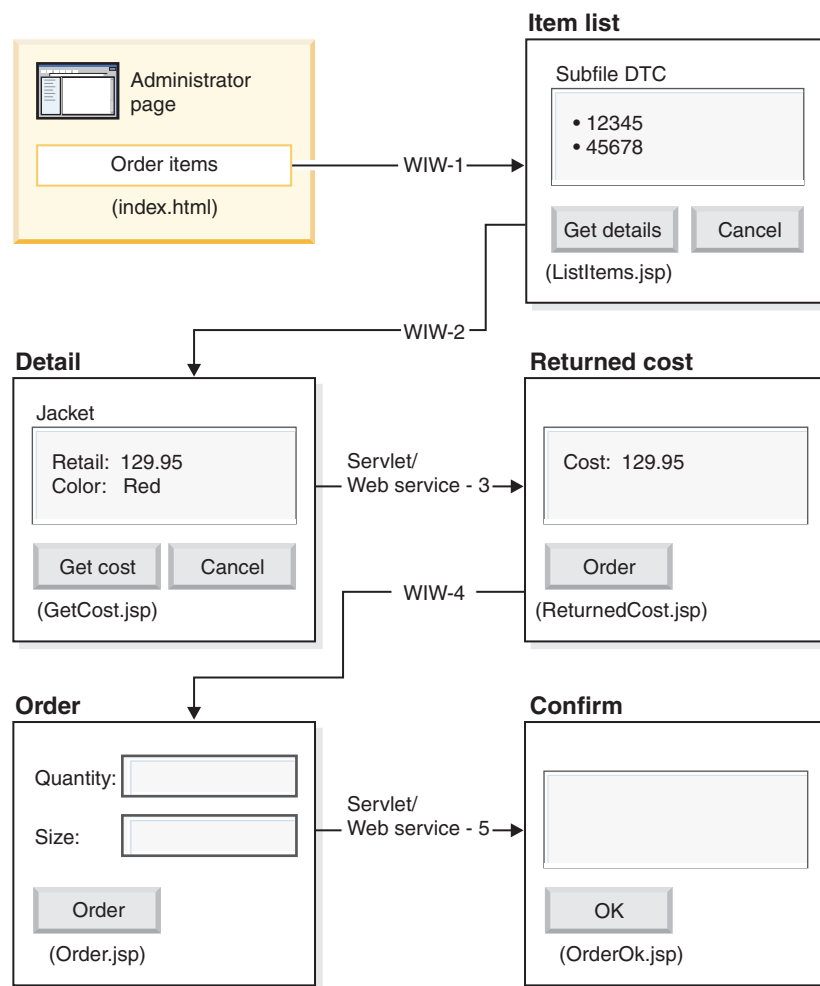 Item list
Administrator
page
Order items
(index.html)
WIW-1
Subfile DTC
• 12345
• 45678
Get details
Cancel
(ListItems.jsp)
WIW-2
Detail
Jacket
Retail: 129.95
Color: Red
Get cost
Cancel
(GetCost.jsp)
Servlet/
Web service - 3
Returned cost
Cost: 129.95
Order
(ReturnedCost.jsp)
WIW-4
Order
Quantity:
Size:
Order
(Order.jsp)
Servlet/
Web service - 5
Confirm
OK
(OrderOk.jsp)